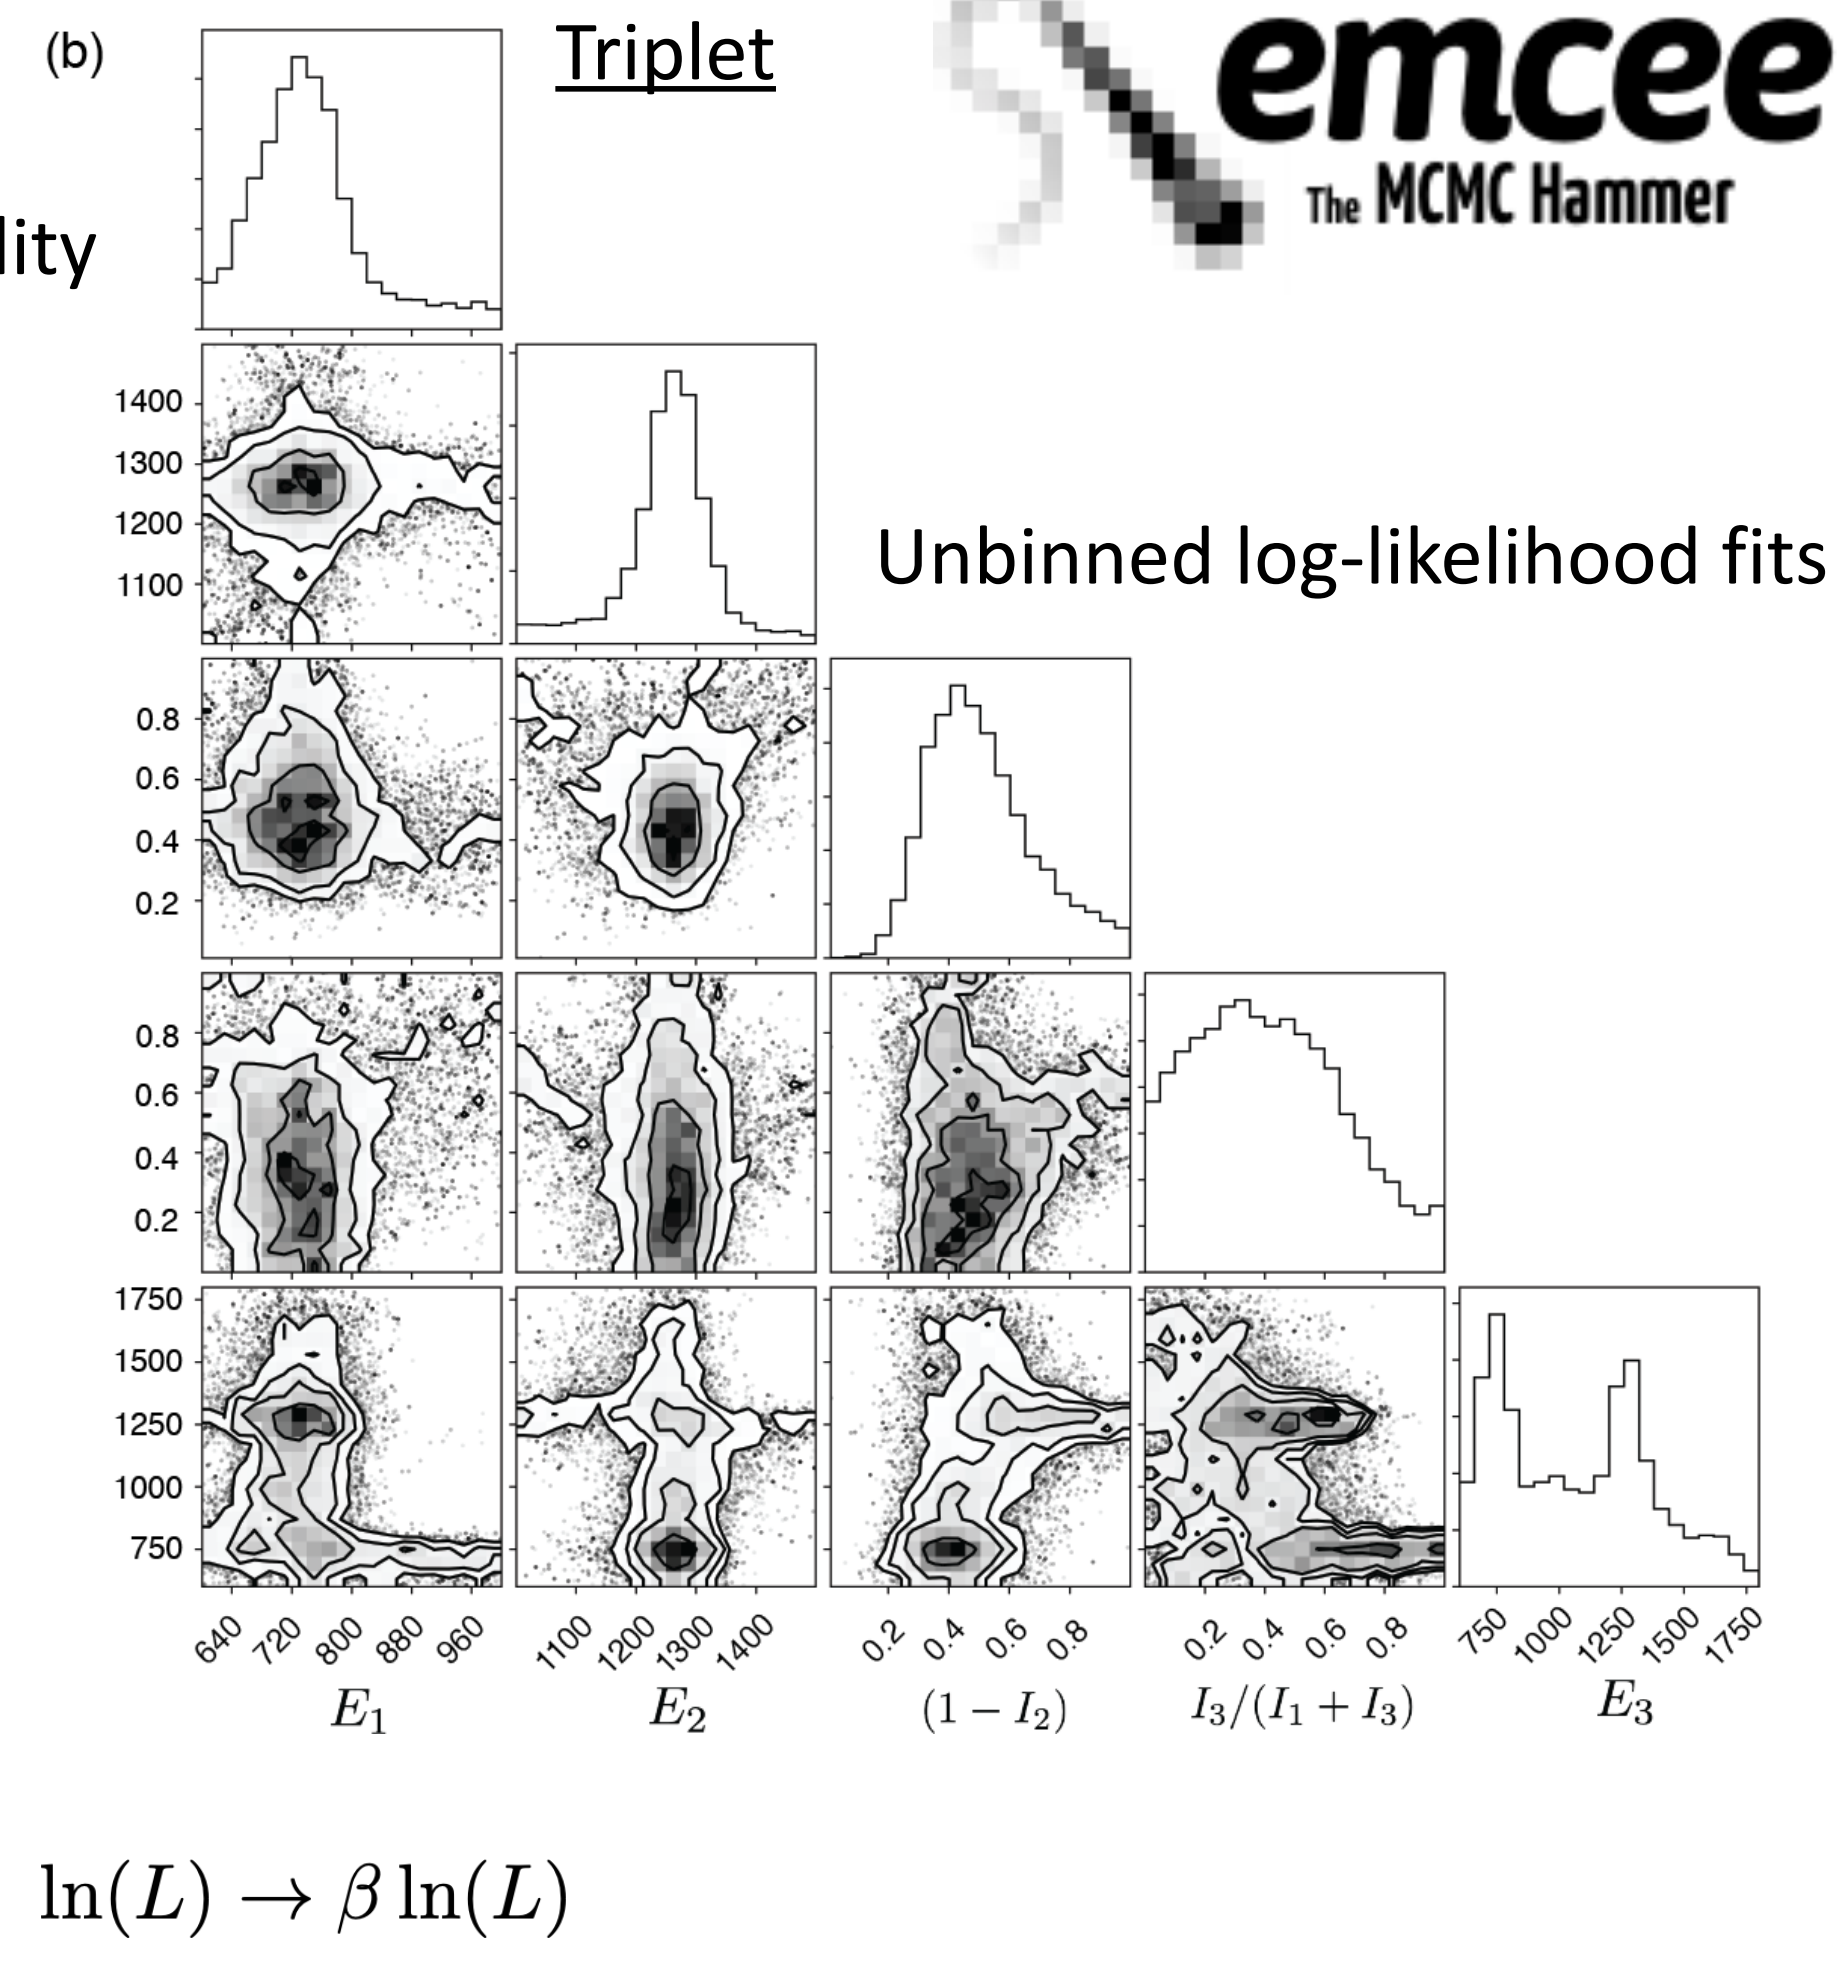 (b)
Triplet
emcee
The MCMC Hammer
lity
1400
1300
1200
1100
Unbinned log-likelihood fits
0.8
0.6
0.4
0.2
0.8
0.6
0.4
0.2
1750
1500
1250
1000
750
640 720 800 880 960 1100 1200 1300 1400 0.2 0.4 0.6 0.8 0.2 0.4 0.6 0.8 750 1000 1250 1500 1750
E₁ E₂ (1 − I₂) I₃/(I₁ + I₃) E₃
ln(L) → β ln(L)